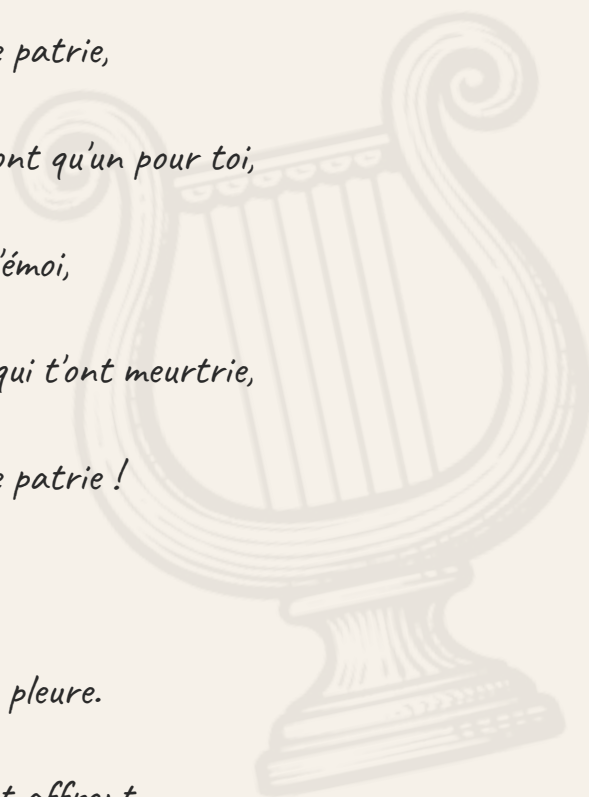 e patrie,
ont qu'un pour toi,
'émoi,
qui t'ont meurtrie,
e patrie !
pleure.